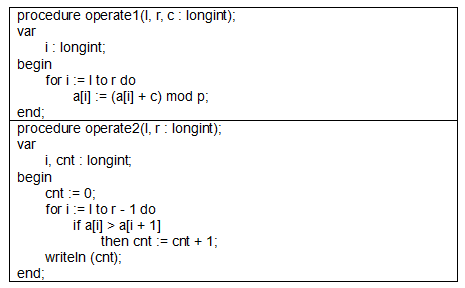 procedure operate1(l, r, c : longint);
var
i : longint;
begin
for i := l to r do
a[i] := (a[i] + c) mod p;
end;
procedure operate2(l, r : longint);
var
i, cnt : longint;
begin
cnt := 0;
for i := l to r - 1 do
if a[i] > a[i + 1]
then cnt := cnt + 1;
writeln (cnt);
end;